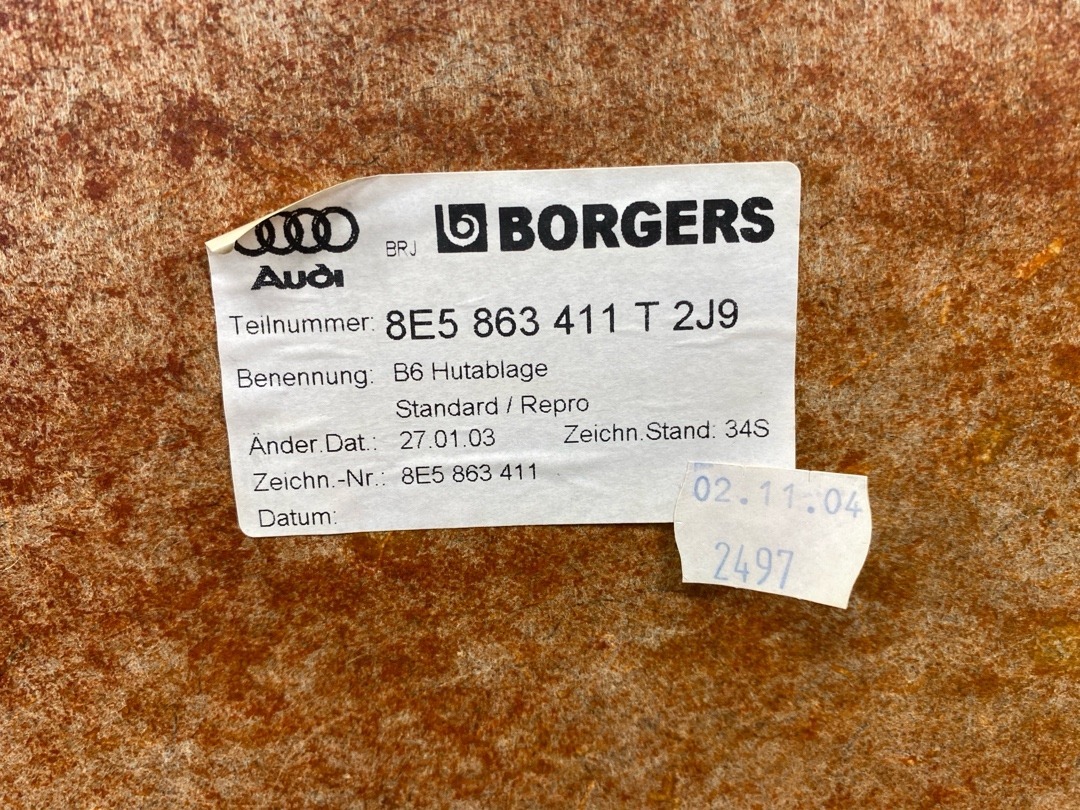 Audi BRJ BORGERS
Teilnummer: 8E5 863 411 T 2J9
Benennung: B6 Hutablage
Standard / Repro
Änder.Dat.: 27.01.03 Zeichn.Stand: 34S
Zeichn.-Nr.: 8E5 863 411
Datum:
02.11.04
2497